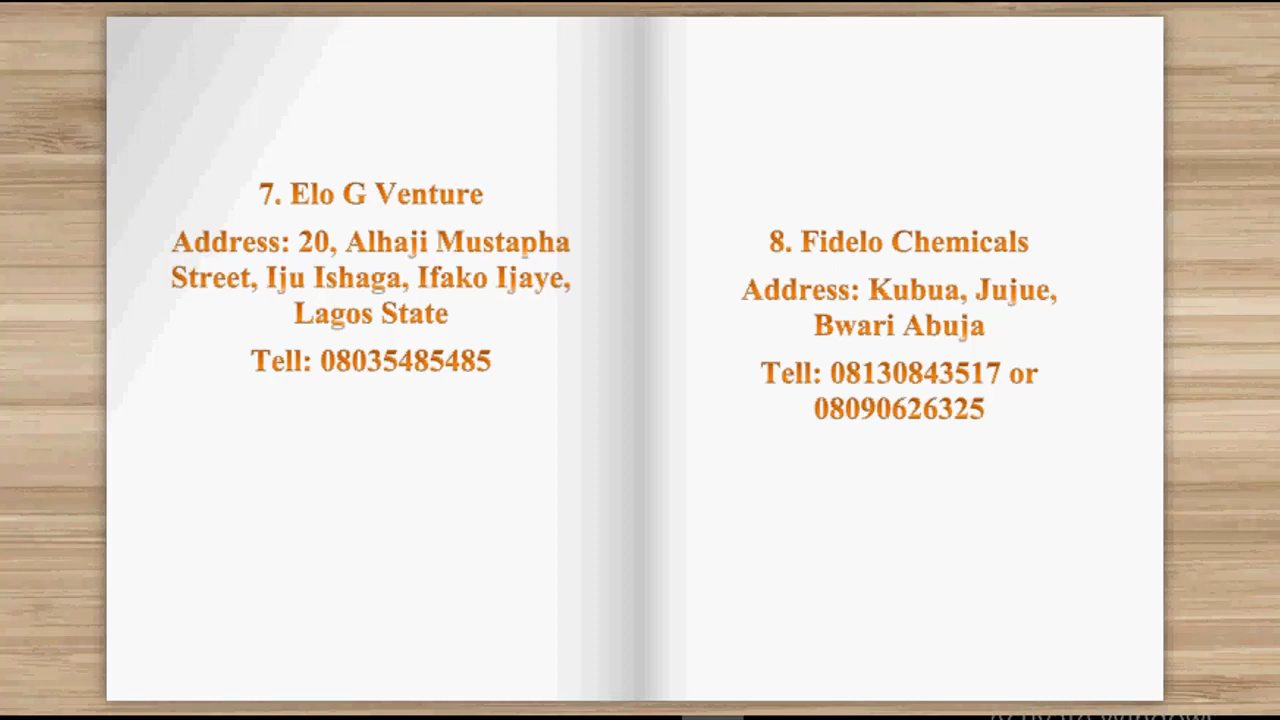 7. Elo G Venture
Address: 20, Alhaji Mustapha
Street, Iju Ishaga, Ifako Ijaye,
Lagos State
Tell: 08035485485
8. Fidelo Chemicals
Address: Kubua, Jujue,
Bwari Abuja
Tell: 08130843517 or
08090626325